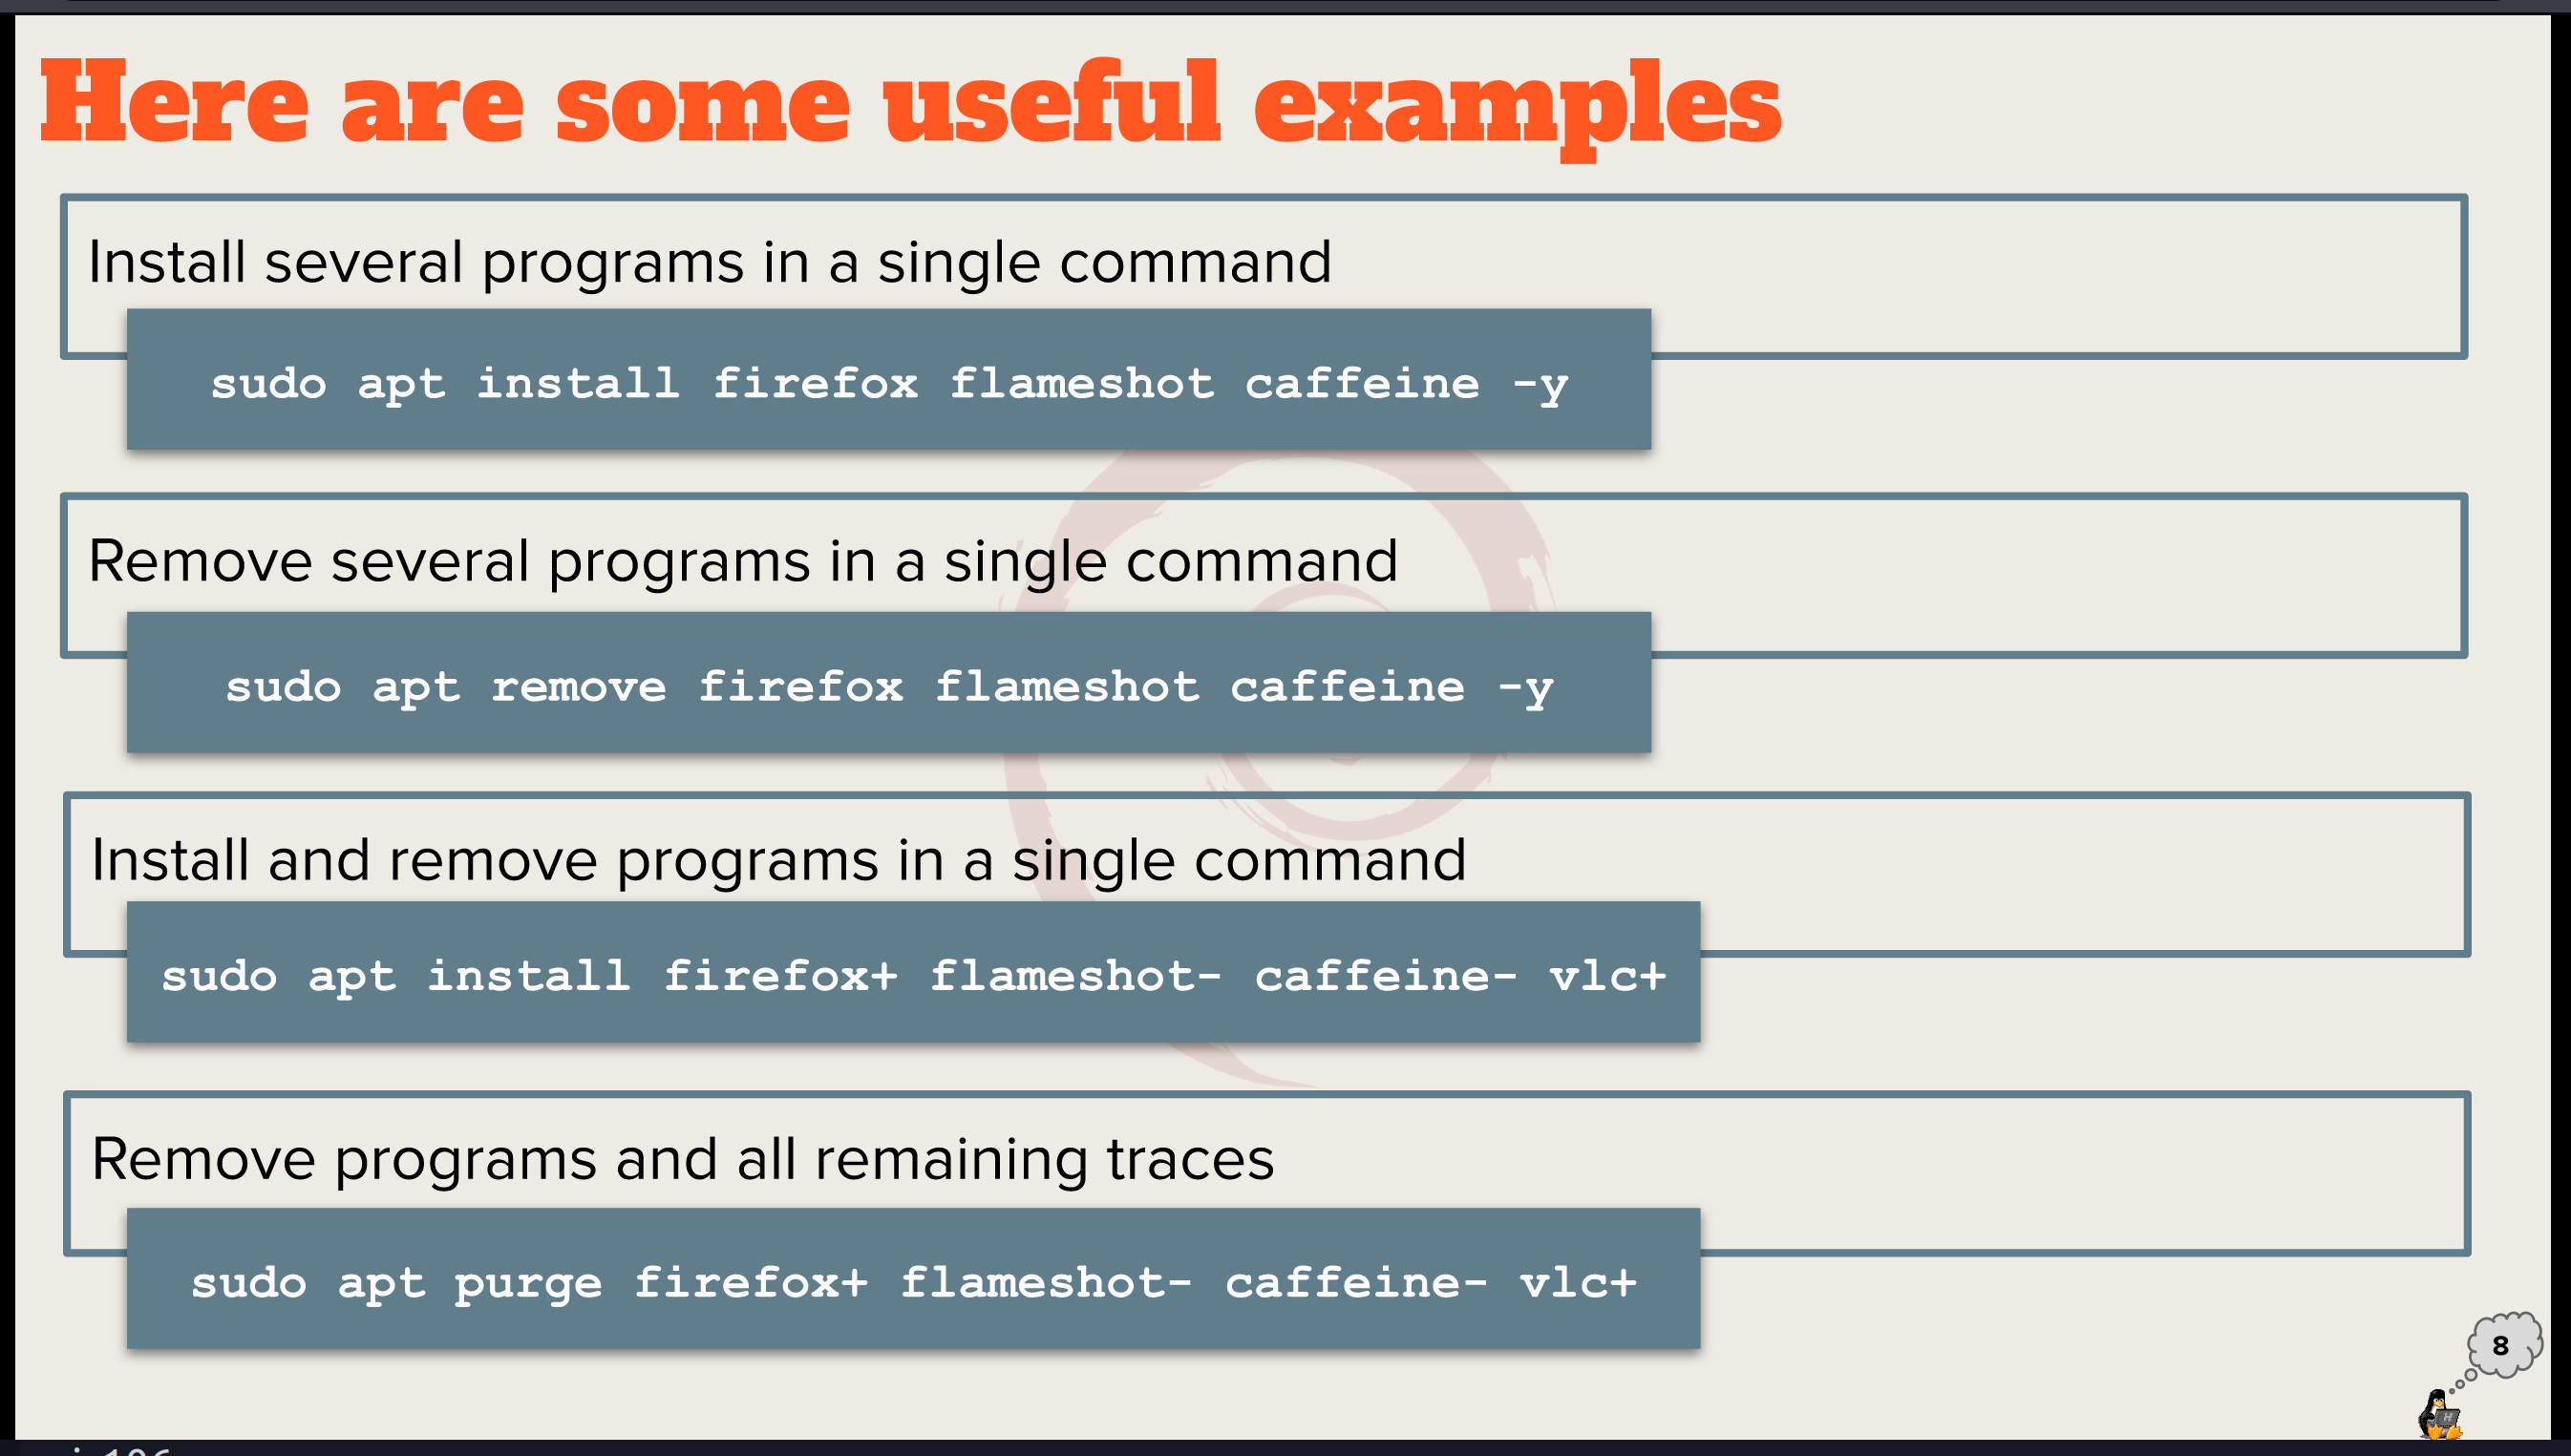 Here are some useful examples
Install several programs in a single command
sudo apt install firefox flameshot caffeine -y
Remove several programs in a single command
sudo apt remove firefox flameshot caffeine -y
Install and remove programs in a single command
sudo apt install firefox+ flameshot- caffeine- vlc+
Remove programs and all remaining traces
sudo apt purge firefox+ flameshot- caffeine- vlc+
8